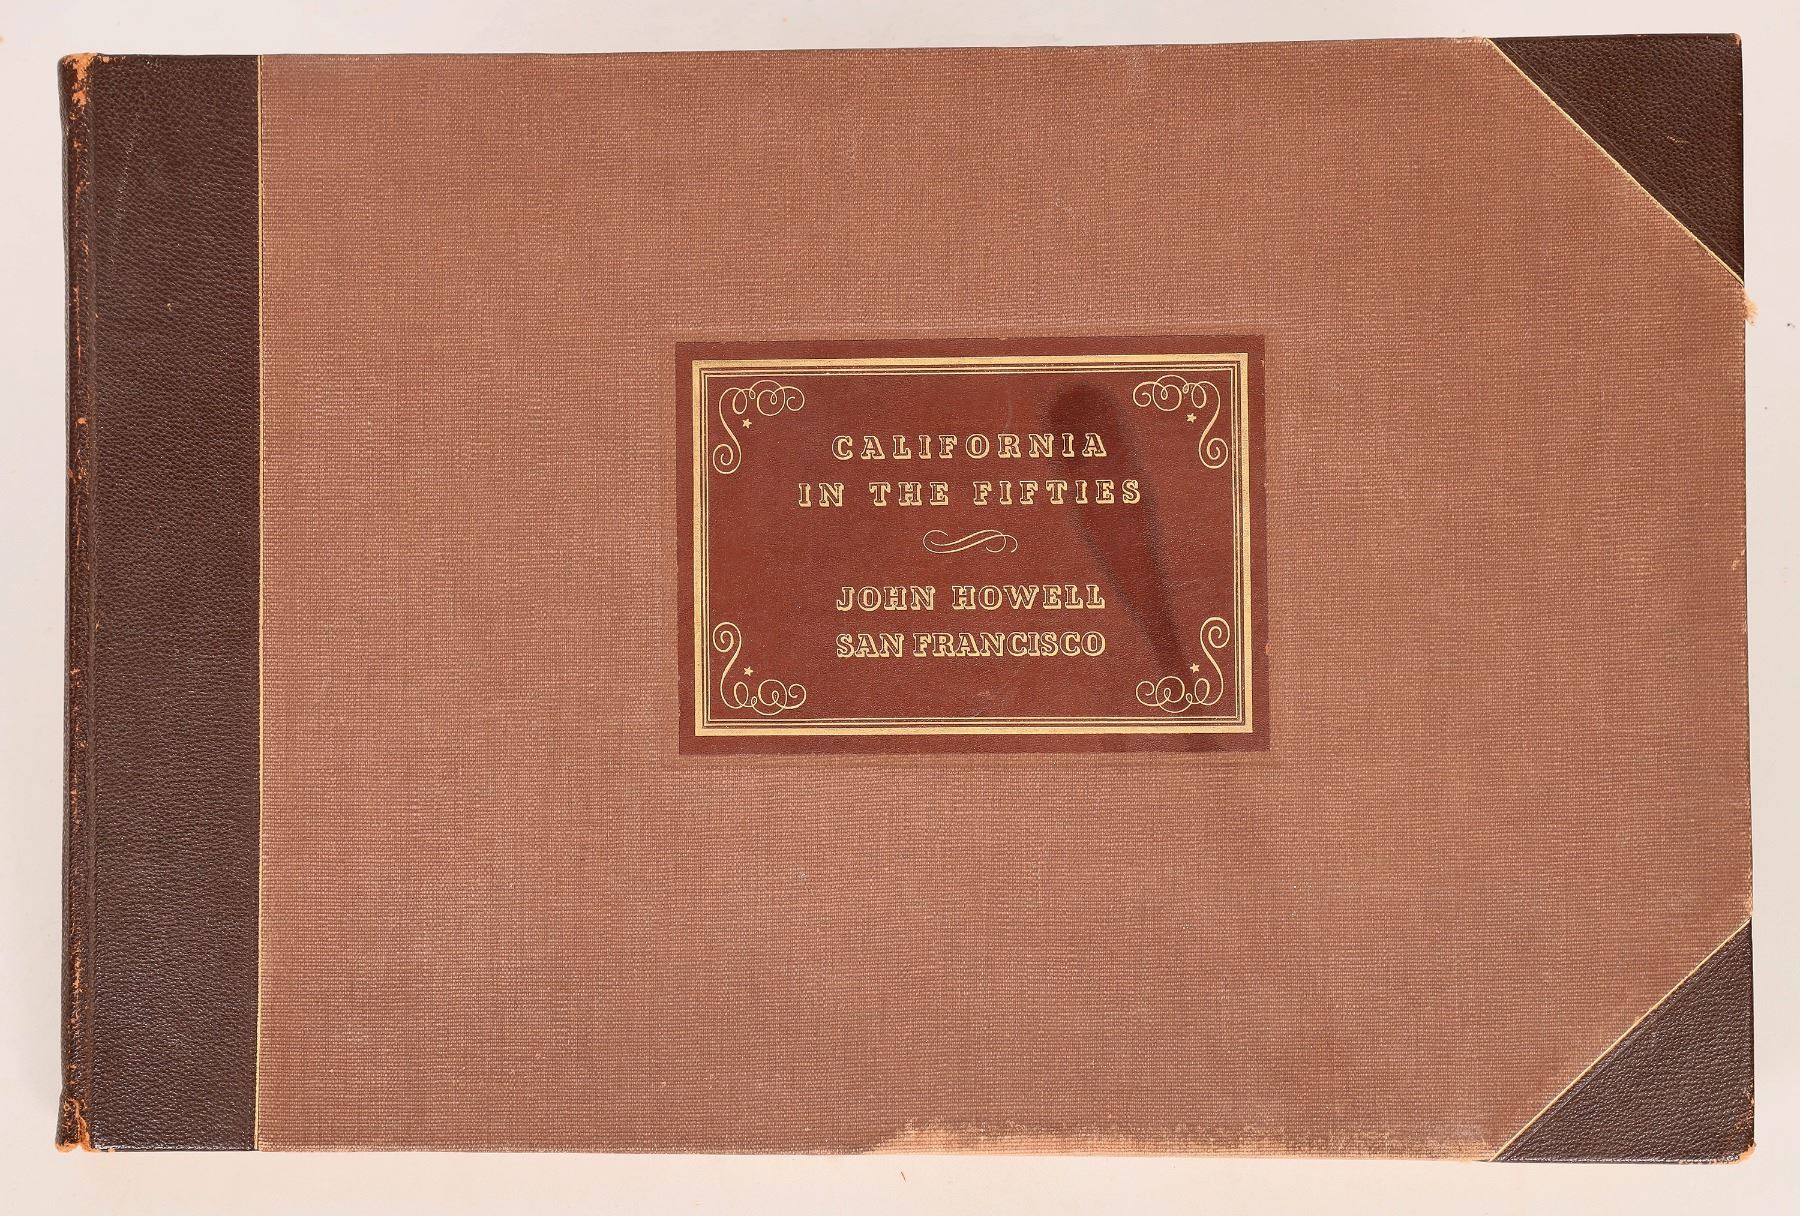 CALIFORNIA
IN THE FIFTIES
JOHN HOWELL
SAN FRANCISCO